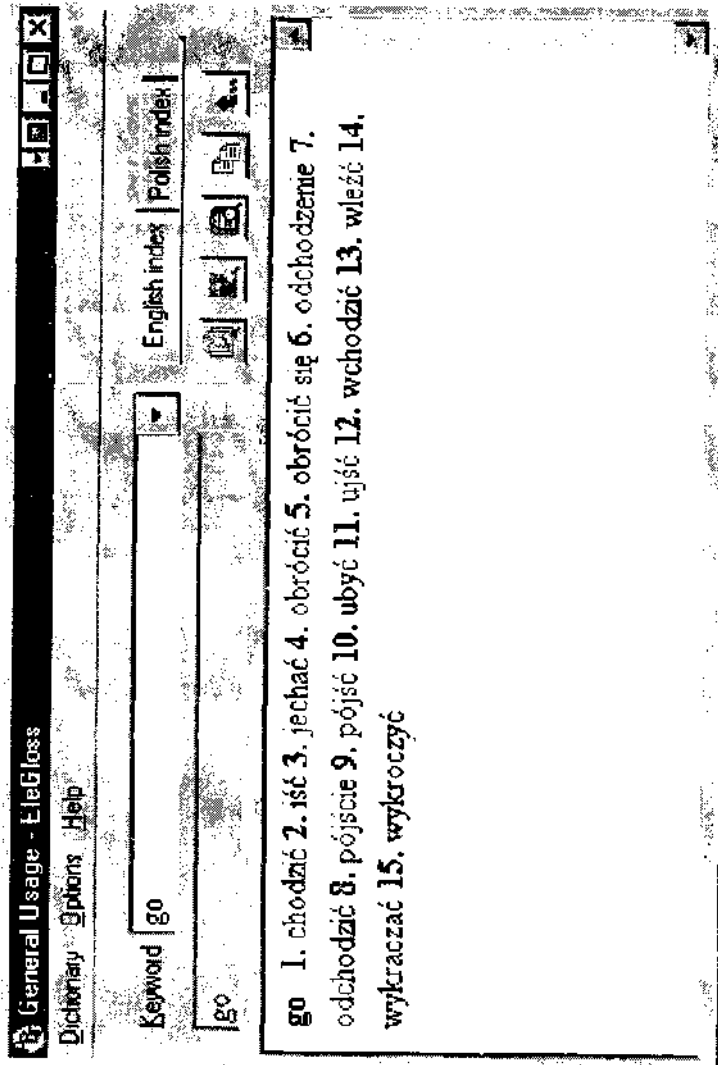 General Usage - EleGloss
Dictionary Options Help
Keyword go English index Polish index
go
go 1. chodzić 2. iść 3. jechać 4. obrócić 5. obrócić się 6. odchodzenie 7.
odchodzić 8. pójście 9. pójść 10. ubyć 11. ujść 12. wchodzić 13. wleźć 14.
wykraczać 15. wykroczyć